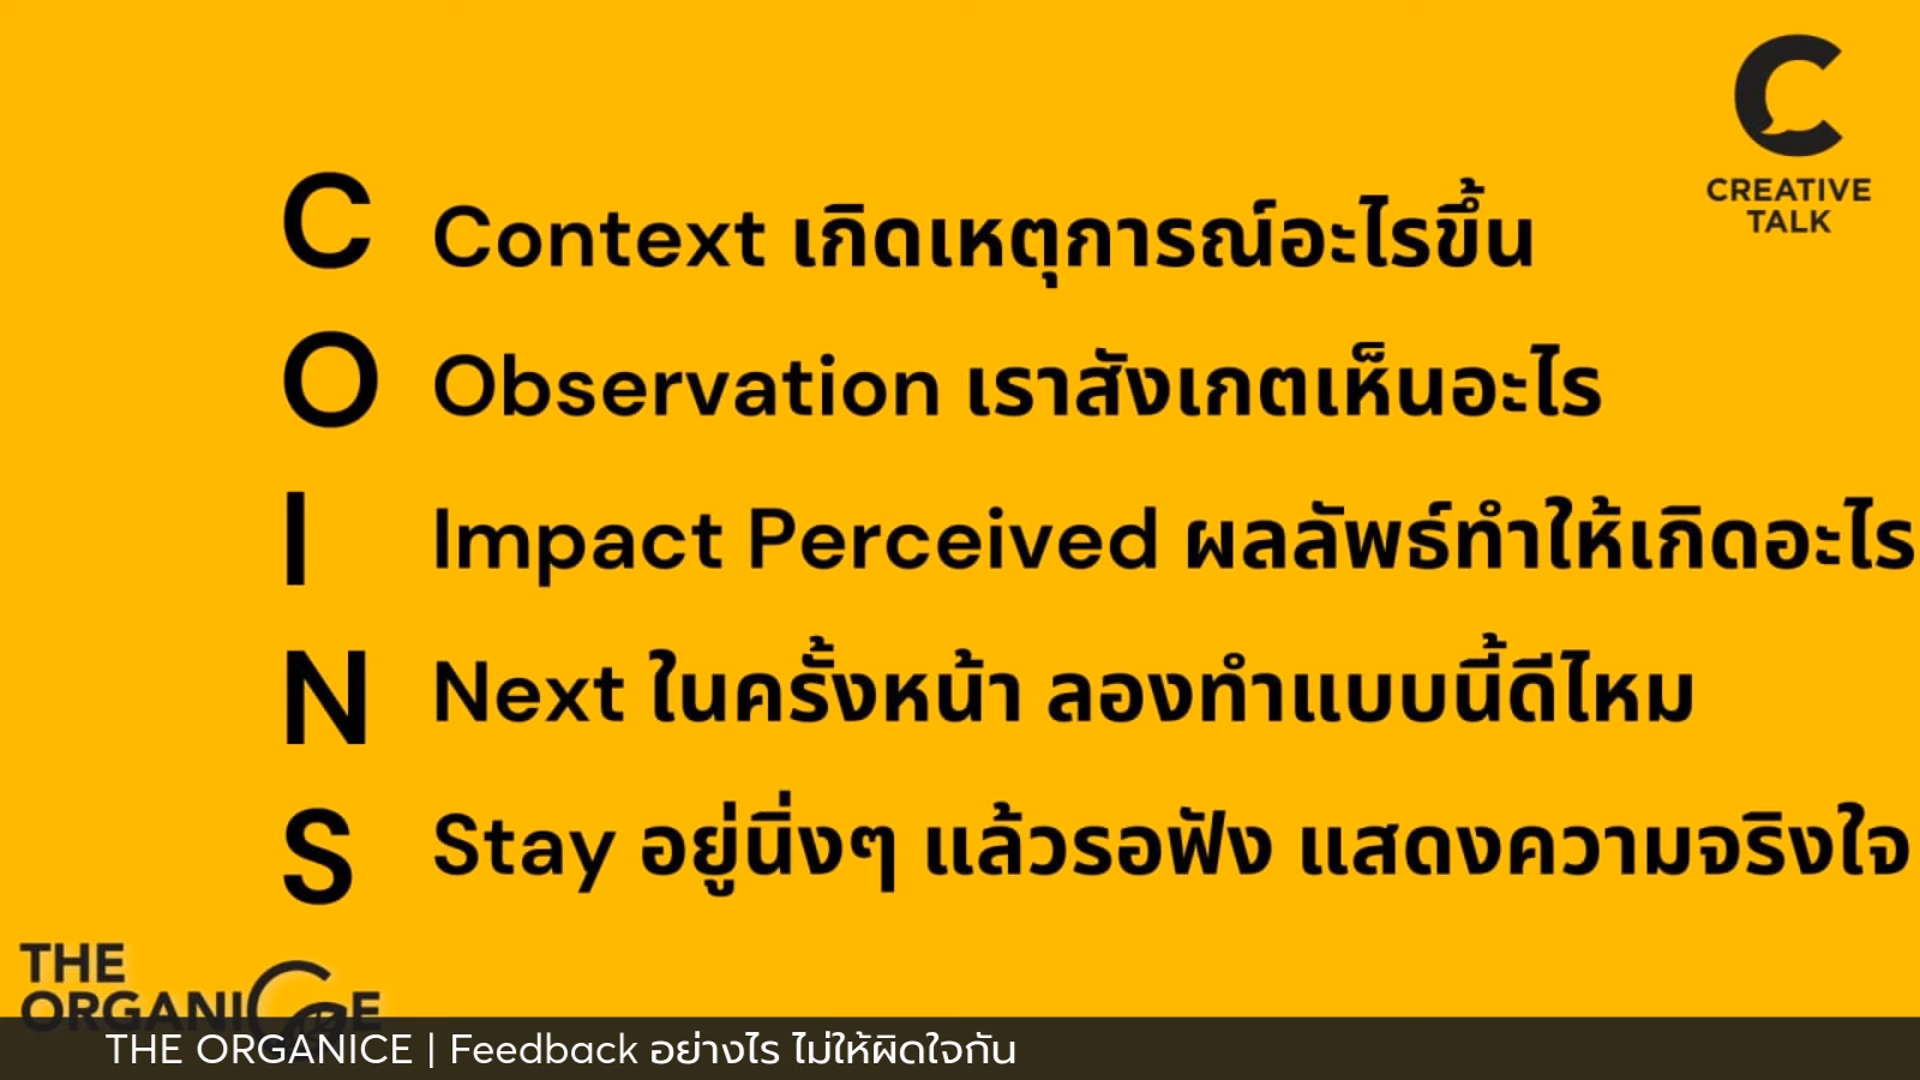 C
CREATIVE
TALK
C Context เกิดเหตุการณ์อะไรขึ้น
O Observation เราสังเกตเห็นอะไร
I Impact Perceived ผลลัพธ์ทำให้เกิดอะไร
N Next ในครั้งหน้า ลองทำแบบนี้ดีไหม
S Stay อยู่นิ่งๆ แล้วรอฟัง แสดงความจริงใจ
THE
ORGANICE
THE ORGANICE | Feedback อย่างไร ไม่ให้ผิดใจกัน